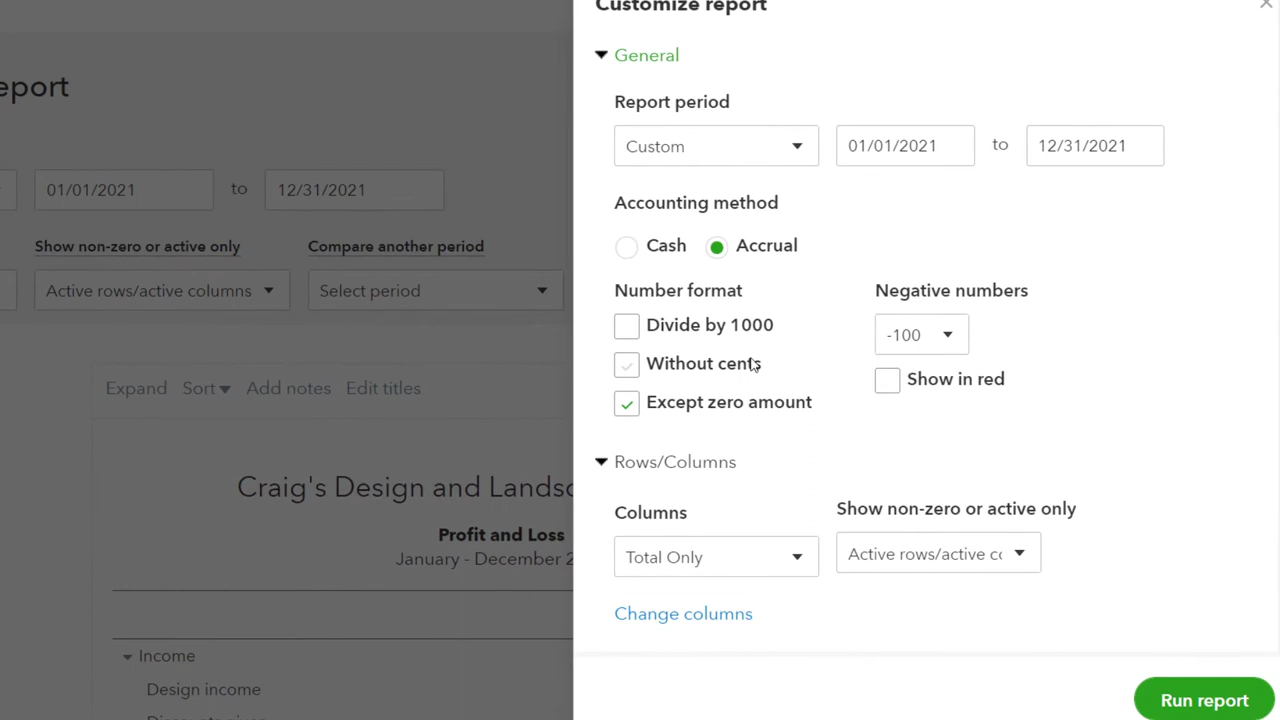 Customize report
General
eport
Report period
Custom
01/01/2021
to
12/31/2021
01/01/2021
to
12/31/2021
Accounting method
Cash
Accrual
Show non-zero or active only
Compare another period
Active rows/active columns
Select period
Number format
Divide by 1000
Without cents
Except zero amount
Negative numbers
-100
Show in red
Expand
Sort
Add notes
Edit titles
Rows/Columns
Craig's Design and Landsc
Profit and Loss
January - December 2
Columns
Total Only
Show non-zero or active only
Active rows/active co
Change columns
Income
Design income
Run report